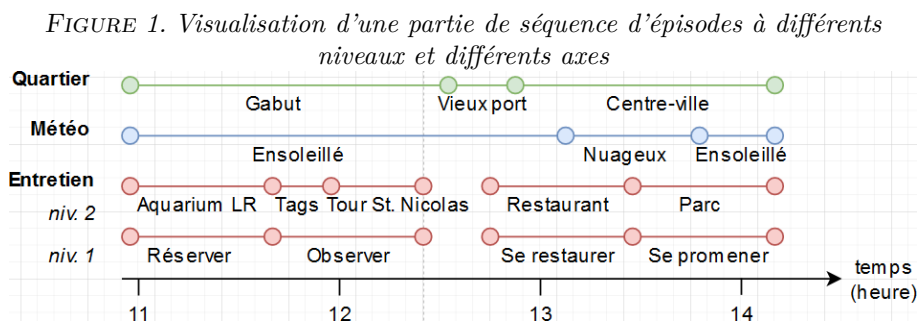 FIGURE 1. Visualisation d'une partie de séquence d'épisodes à différents
niveaux et différents axes
Quartier
Gabut Vieux port Centre-ville
Météo
Ensoleillé Nuageux Ensoleillé
Entretien
niv. 2 Aquarium LR Tags Tour St. Nicolas Restaurant Parc
niv. 1 Réserver Observer Se restaurer Se promener
temps
(heure)
11 12 13 14